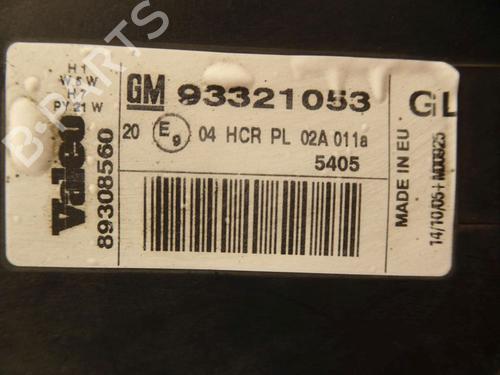 H 1
W 5 W
H 7
PY 21 W
Valeo
89308560
GM 93321053
20 E9 04 HCR PL 02A 011a
5405
GL
MADE IN EU
14/10/05+M00925
B-PARTS